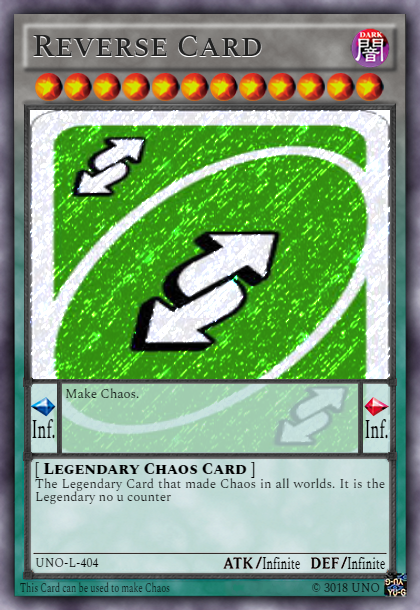 Reverse Card
DARK
闇
Make Chaos.
Inf.
Inf.
[ Legendary Chaos Card ]
The Legendary Card that made Chaos in all worlds. It is the
Legendary no u counter
UNO-L-404
ATK/Infinite DEF/Infinite
This Card can be used to make Chaos
© 3018 UNO